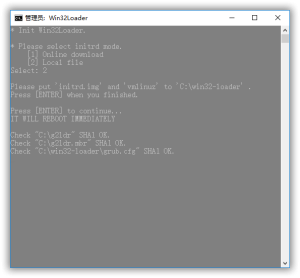 管理员: Win32Loader
* Init Win32Loader.
* Please select initrd mode.
[1] Online download
[2] Local file
Select: 2
Please put 'initrd.img' and 'vmlinuz' to 'C:\win32-loader' .
Press [ENTER] when you finished.
Press [ENTER] to continue...
IT WILL REBOOT IMMEDIATELY
Check "C:\g2ldr" SHA1 OK.
Check "C:\g2ldr.mbr" SHA1 OK.
Check "C:\win32-loader\grub.cfg" SHA1 OK.